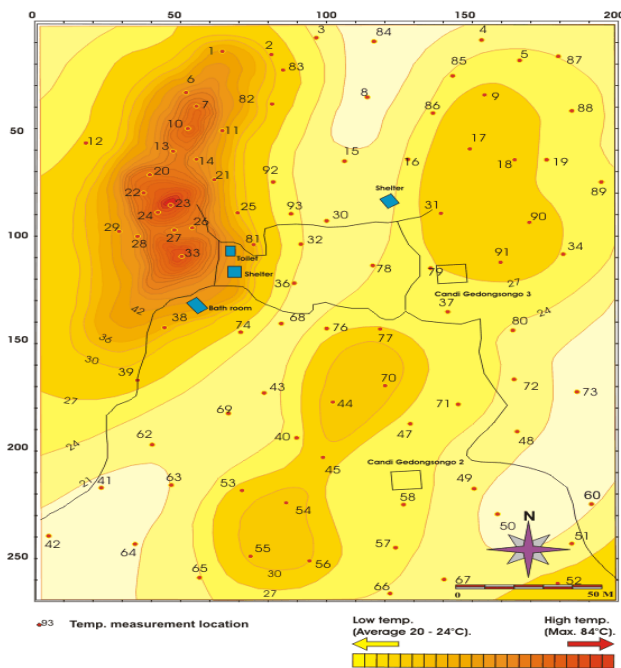 0 50 100 150 200
3 4
84
1 2 5
87
83 85
6
7 82 8 9
86 88
50
10 11 17
12
13 15
14 16 18 19
20 21 92 89
Shelter
22
23
24 25 93 31
30 90
29 26
100
28 27 81 32
33 Toilet 78 91 34
79
Shelter 36 27
Candi Gedongsongo 3
42 Bath room 24
37
36 38 68 76
74 77 80
30
150
39
70 72
27 43 73
44 71
69
24 47 48
62 40
200
45
21 Candi Gedongsongo 2
41 63 53 49
60
54 58 50 N
42 51
64 57
250
55 56
65 30 52
27 66 67
0 50 M
93 Temp. measurement location
Low temp.
(Average 20 - 24°C).
High temp.
(Max. 84°C).